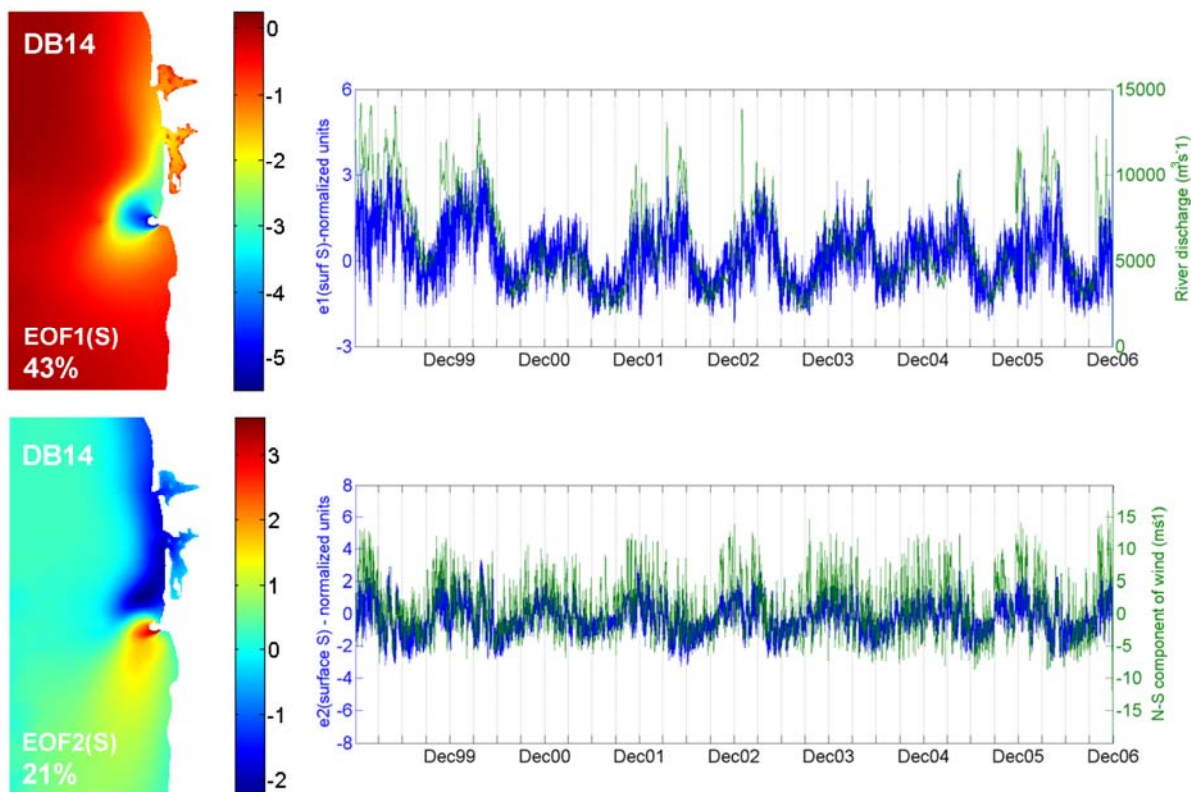 DB14
EOF1(S)
43%
0
-1
-2
-3
-4
-5
e1(surf S)-normalized units
6
3
0
-3
Dec99
Dec00
Dec01
Dec02
Dec03
Dec04
Dec05
Dec06
15000
10000
5000
0
River discharge (m³s-1)
DB14
EOF2(S)
21%
3
2
1
0
-1
-2
e2(surface S) - normalized units
8
6
4
2
0
-2
-4
-6
-8
Dec99
Dec00
Dec01
Dec02
Dec03
Dec04
Dec05
Dec06
15
10
5
0
-5
-10
-15
N-S component of wind (ms1)